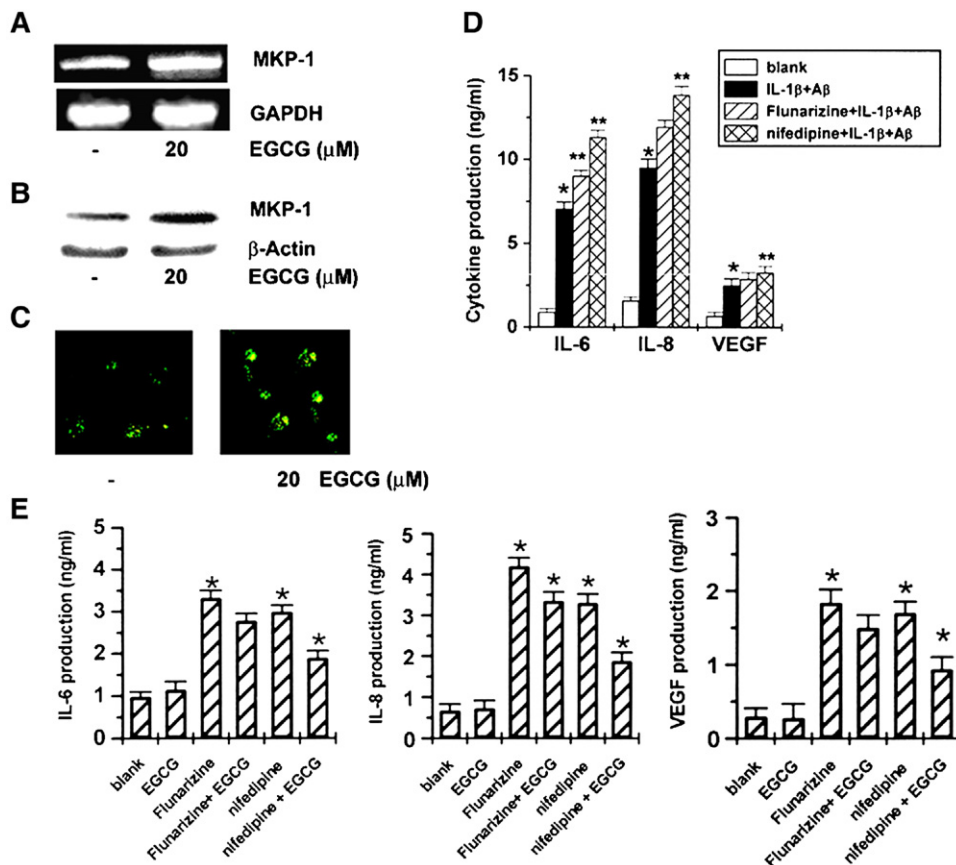 A
MKP-1
GAPDH
- 20 EGCG (μM)
B
MKP-1
β-Actin
- 20 EGCG (μM)
C
- 20 EGCG (μM)
D
blank
IL-1β+Aβ
Flunarizine+IL-1β+Aβ
nifedipine+IL-1β+Aβ
Cytokine production (ng/ml)
15
10
5
0
* ** **
* **
* **
IL-6 IL-8 VEGF
E
IL-6 production (ng/ml)
5
4
3
2
1
0
* * *
blank
EGCG
Flunarizine
Flunarizine+ EGCG
nifedipine
nifedipine + EGCG
IL-8 production (ng/ml)
5
4
3
2
1
0
* * * *
blank
EGCG
Flunarizine
Flunarizine+ EGCG
nifedipine
nifedipine + EGCG
VEGF production (ng/ml)
3
2
1
0
* * *
blank
EGCG
Flunarizine
Flunarizine+ EGCG
nifedipine
nifedipine + EGCG